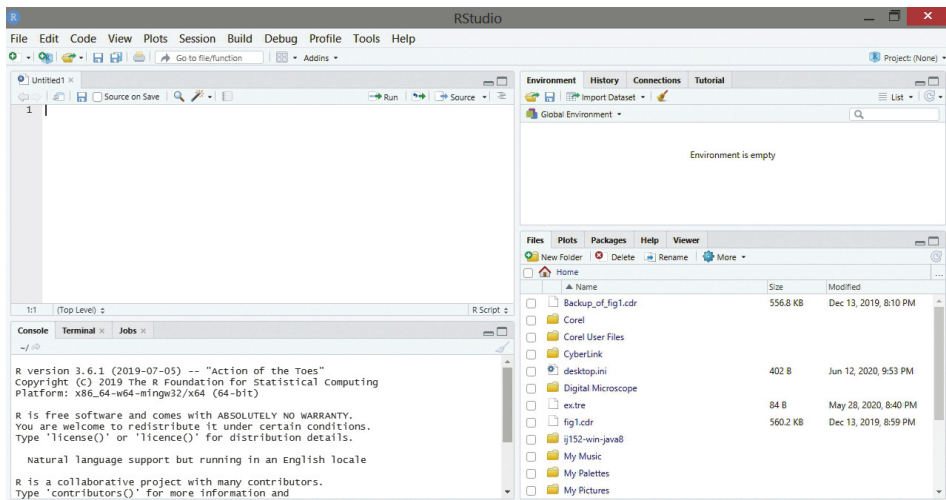 RStudio
File Edit Code View Plots Session Build Debug Profile Tools Help
Go to file/function Addins Project: (None)
Untitled1
Source on Save Run Source
1
1:1 (Top Level) R Script
Console Terminal Jobs
~/
R version 3.6.1 (2019-07-05) -- "Action of the Toes"
Copyright (C) 2019 The R Foundation for Statistical Computing
Platform: x86_64-w64-mingw32/x64 (64-bit)
R is free software and comes with ABSOLUTELY NO WARRANTY.
You are welcome to redistribute it under certain conditions.
Type 'license()' or 'licence()' for distribution details.
Natural language support but running in an English locale
R is a collaborative project with many contributors.
Type 'contributors()' for more information and
Environment History Connections Tutorial
Import Dataset List
Global Environment
Environment is empty
Files Plots Packages Help Viewer
New Folder Delete Rename More
Home
Name Size Modified
Backup_of_fig1.cdr 556.8 KB Dec 13, 2019, 8:10 PM
Corel
Corel User Files
CyberLink
desktop.ini 402 B Jun 12, 2020, 9:53 PM
Digital Microscope
ex.tre 84 B May 28, 2020, 8:40 PM
fig1.cdr 560.2 KB Dec 13, 2019, 8:59 PM
ij152-win-java8
My Music
My Palettes
My Pictures